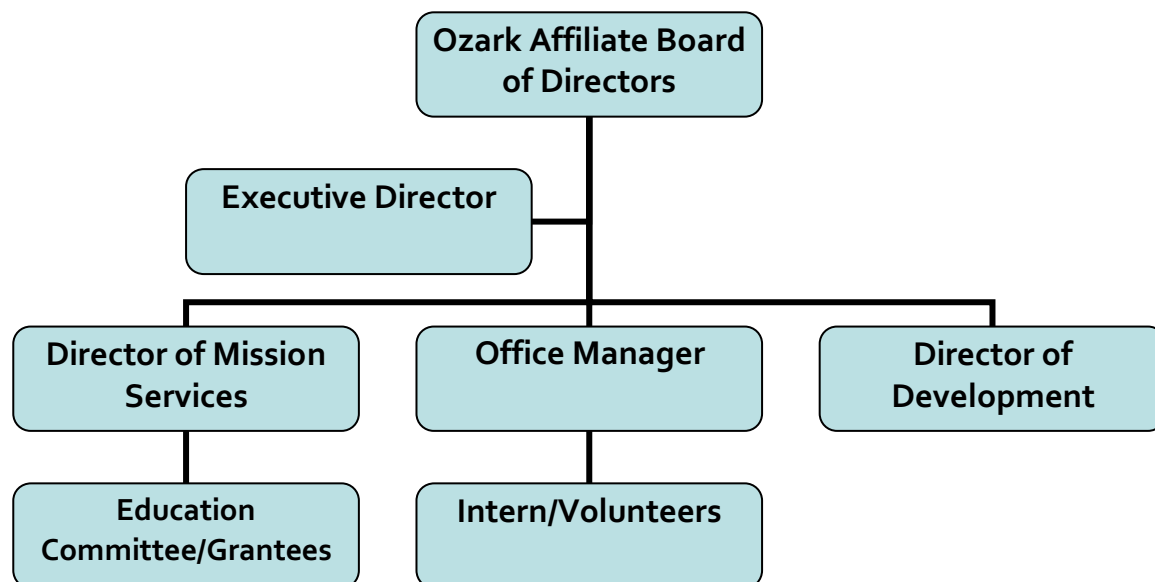 Ozark Affiliate Board
of Directors
Executive Director
Director of Mission
Services
Office Manager
Director of
Development
Education
Committee/Grantees
Intern/Volunteers